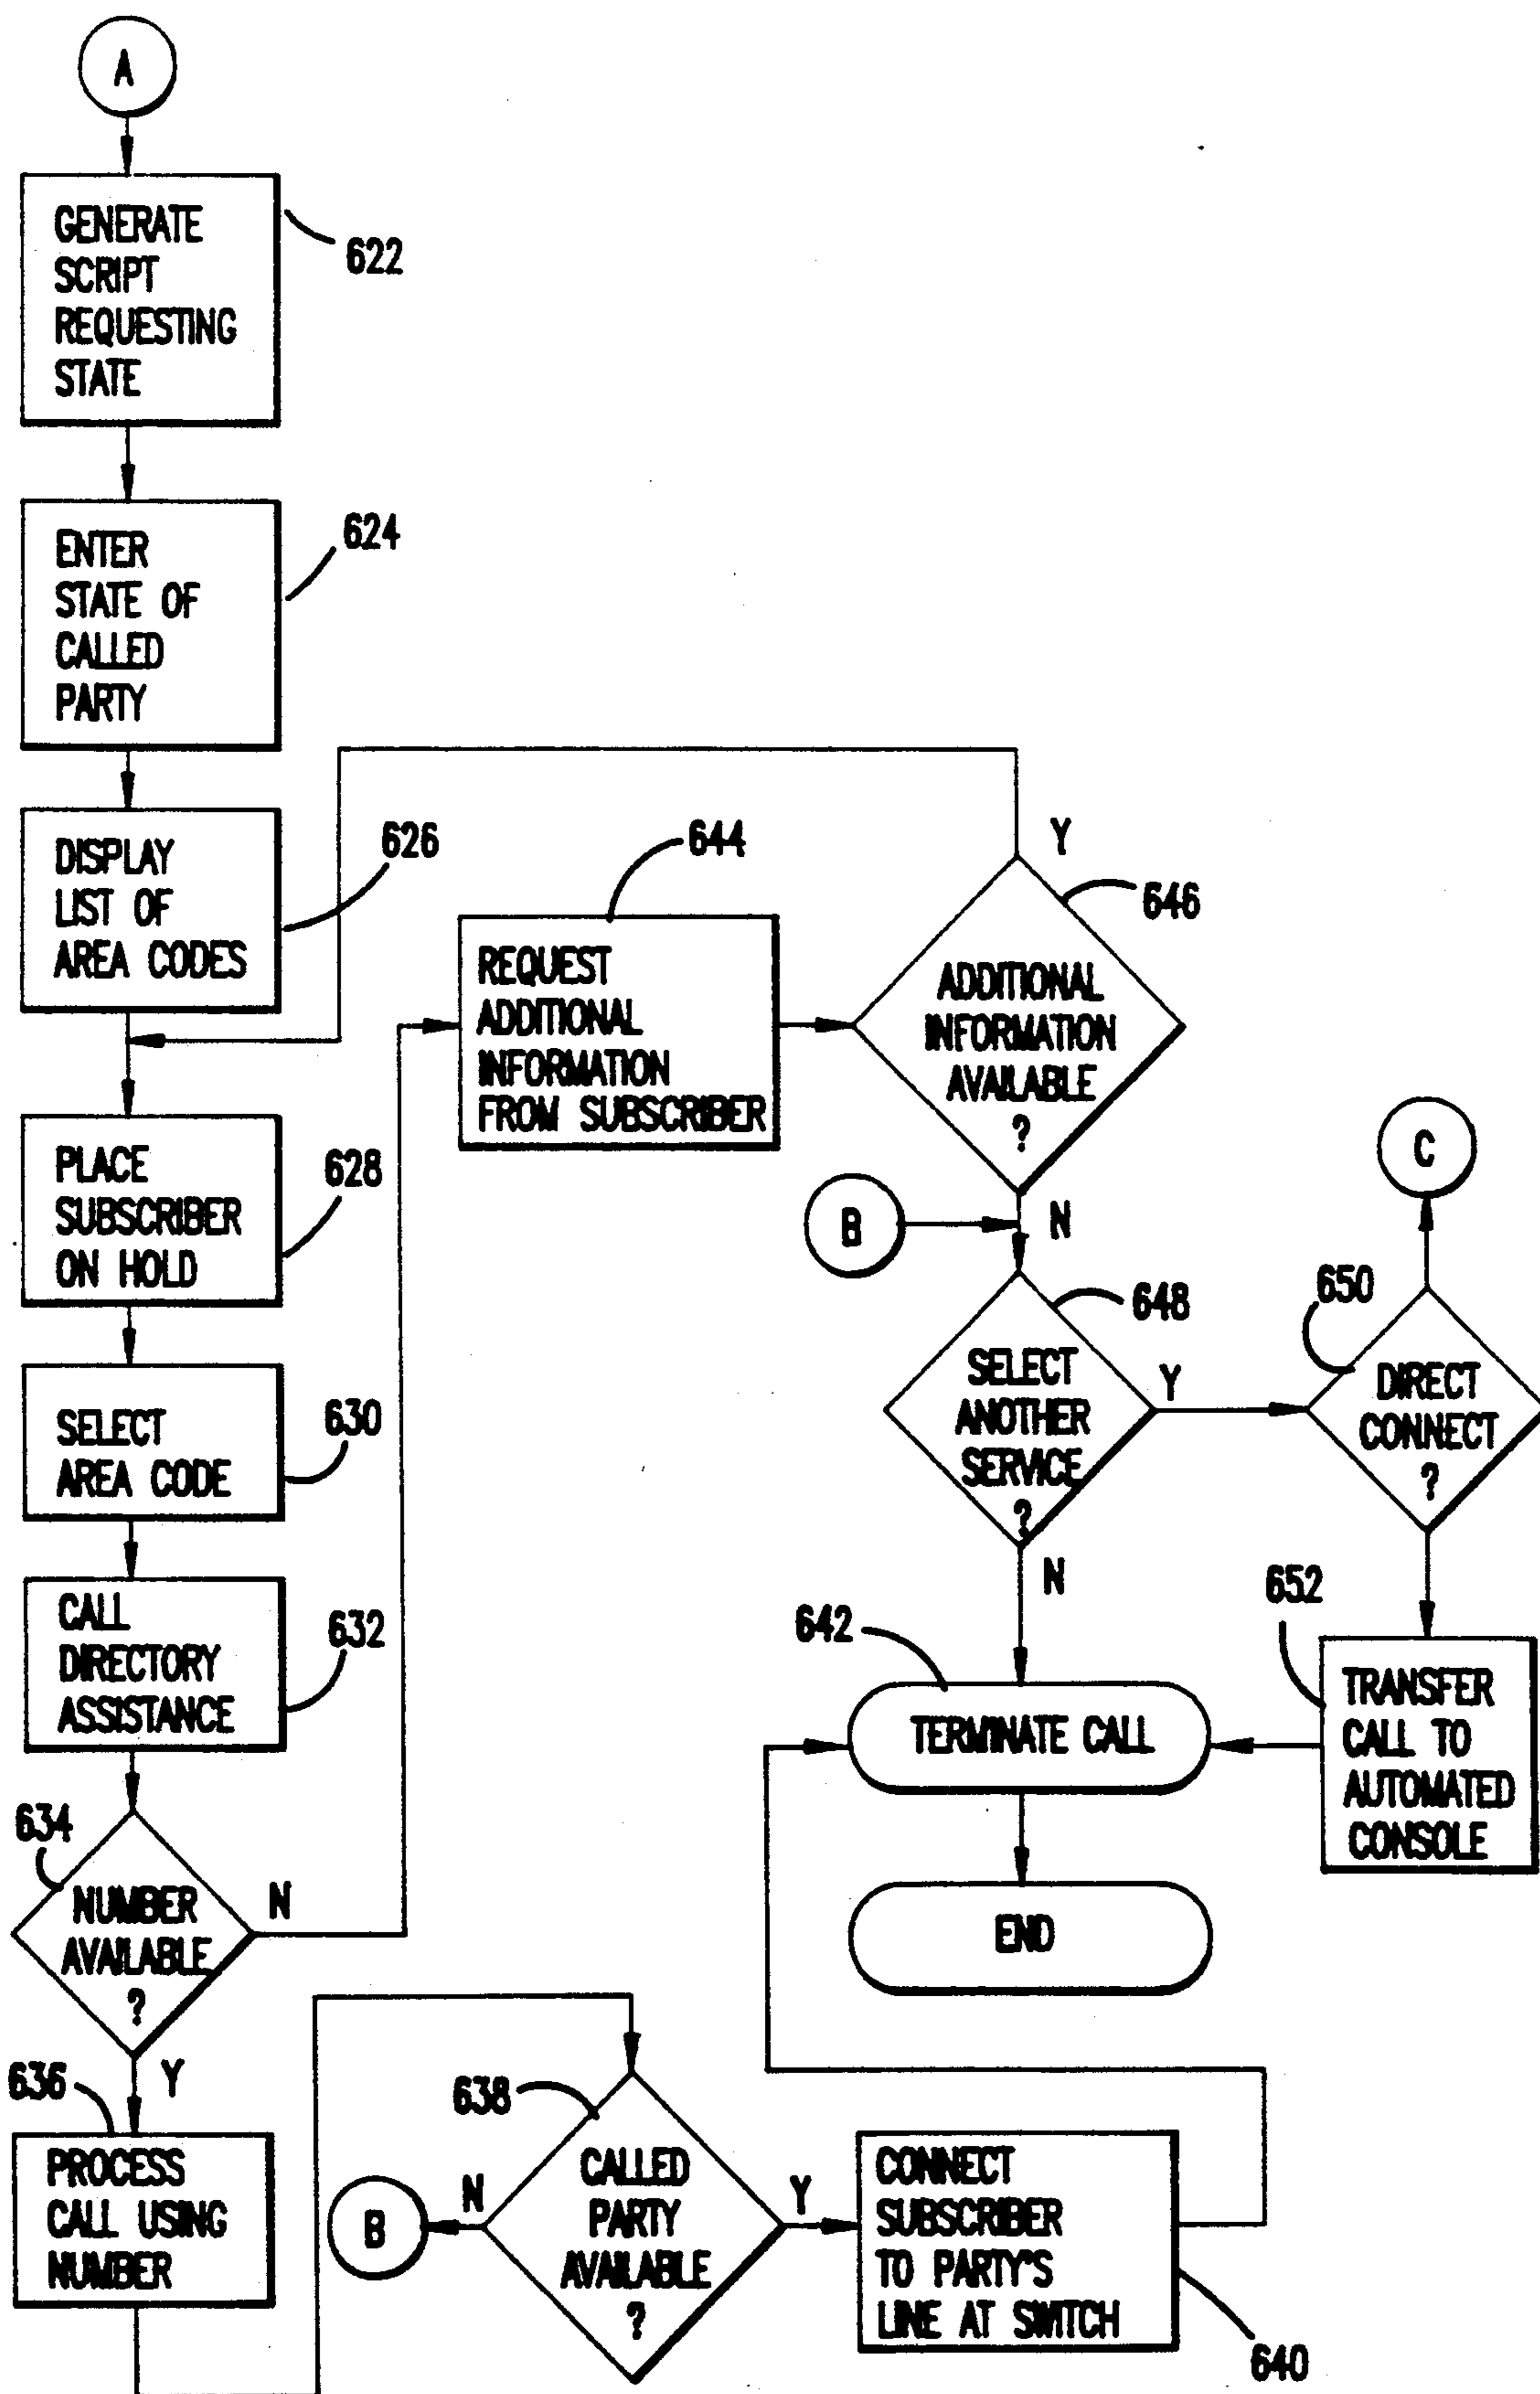 A
GENERATE
SCRIPT
REQUESTING
STATE
622
ENTER
STATE OF
CALLED
PARTY
624
DISPLAY
LIST OF
AREA CODES
626
PLACE
SUBSCRIBER
ON HOLD
628
SELECT
AREA CODE
630
CALL
DIRECTORY
ASSISTANCE
632
634
NUMBER
AVAILABLE
?
N
Y
636
PROCESS
CALL USING
NUMBER
644
REQUEST
ADDITIONAL
INFORMATION
FROM SUBSCRIBER
Y
646
ADDITIONAL
INFORMATION
AVAILABLE
?
N
B
648
SELECT
ANOTHER
SERVICE
?
Y
N
C
650
DIRECT
CONNECT
?
652
TRANSFER
CALL TO
AUTOMATED
CONSOLE
642
TERMINATE CALL
END
638
CALLED
PARTY
AVAILABLE
?
N
B
Y
CONNECT
SUBSCRIBER
TO PARTY'S
LINE AT SWITCH
640